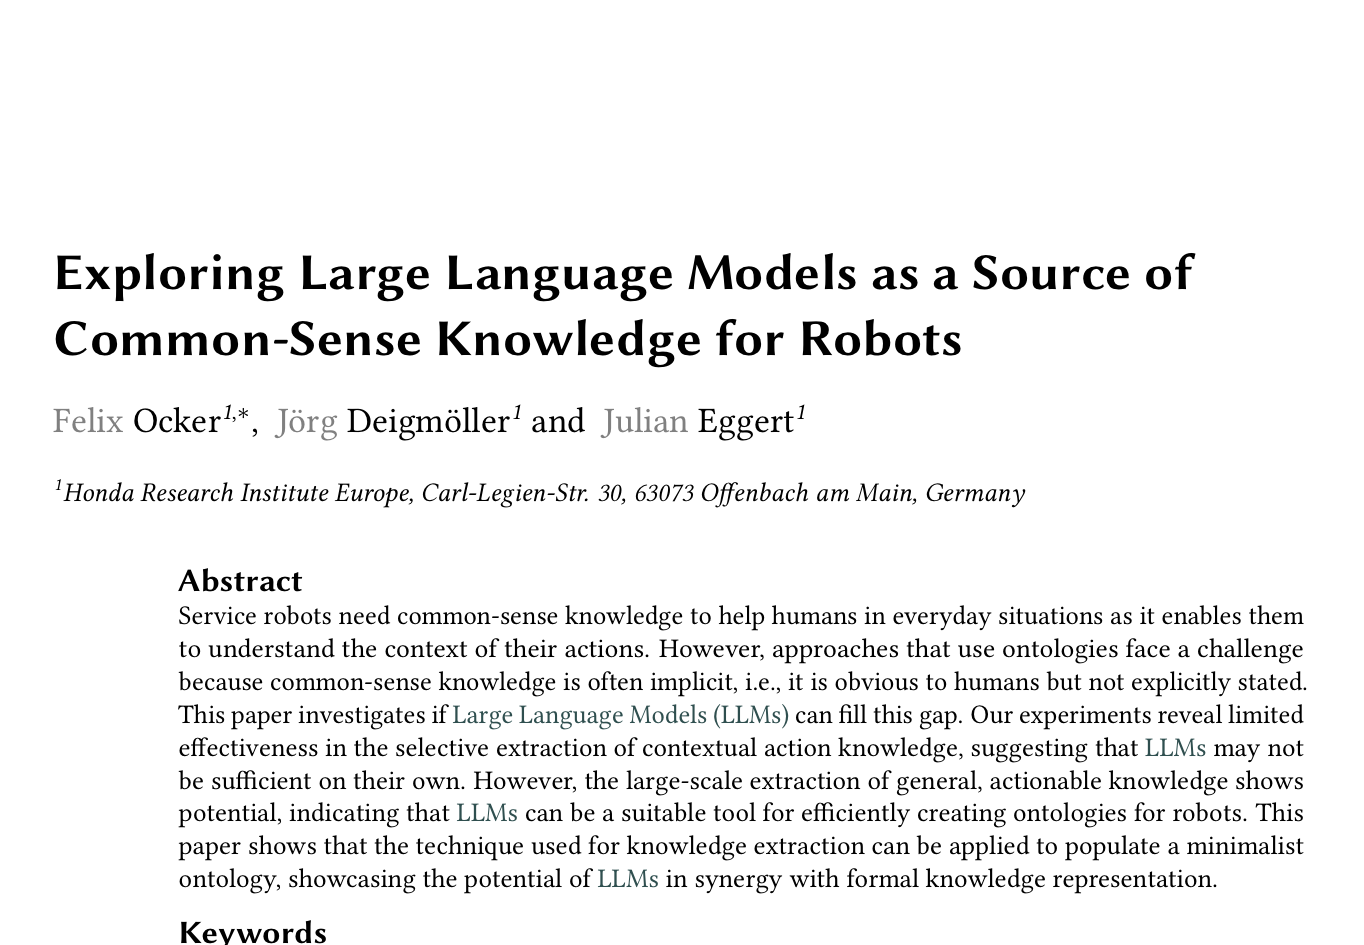 Exploring Large Language Models as a Source of
Common-Sense Knowledge for Robots
Felix Ocker1,*, Jörg Deigmöller1 and Julian Eggert1
1Honda Research Institute Europe, Carl-Legien-Str. 30, 63073 Offenbach am Main, Germany
Abstract
Service robots need common-sense knowledge to help humans in everyday situations as it enables them
to understand the context of their actions. However, approaches that use ontologies face a challenge
because common-sense knowledge is often implicit, i.e., it is obvious to humans but not explicitly stated.
This paper investigates if Large Language Models (LLMs) can fill this gap. Our experiments reveal limited
effectiveness in the selective extraction of contextual action knowledge, suggesting that LLMs may not
be sufficient on their own. However, the large-scale extraction of general, actionable knowledge shows
potential, indicating that LLMs can be a suitable tool for efficiently creating ontologies for robots. This
paper shows that the technique used for knowledge extraction can be applied to populate a minimalist
ontology, showcasing the potential of LLMs in synergy with formal knowledge representation.
Keywords